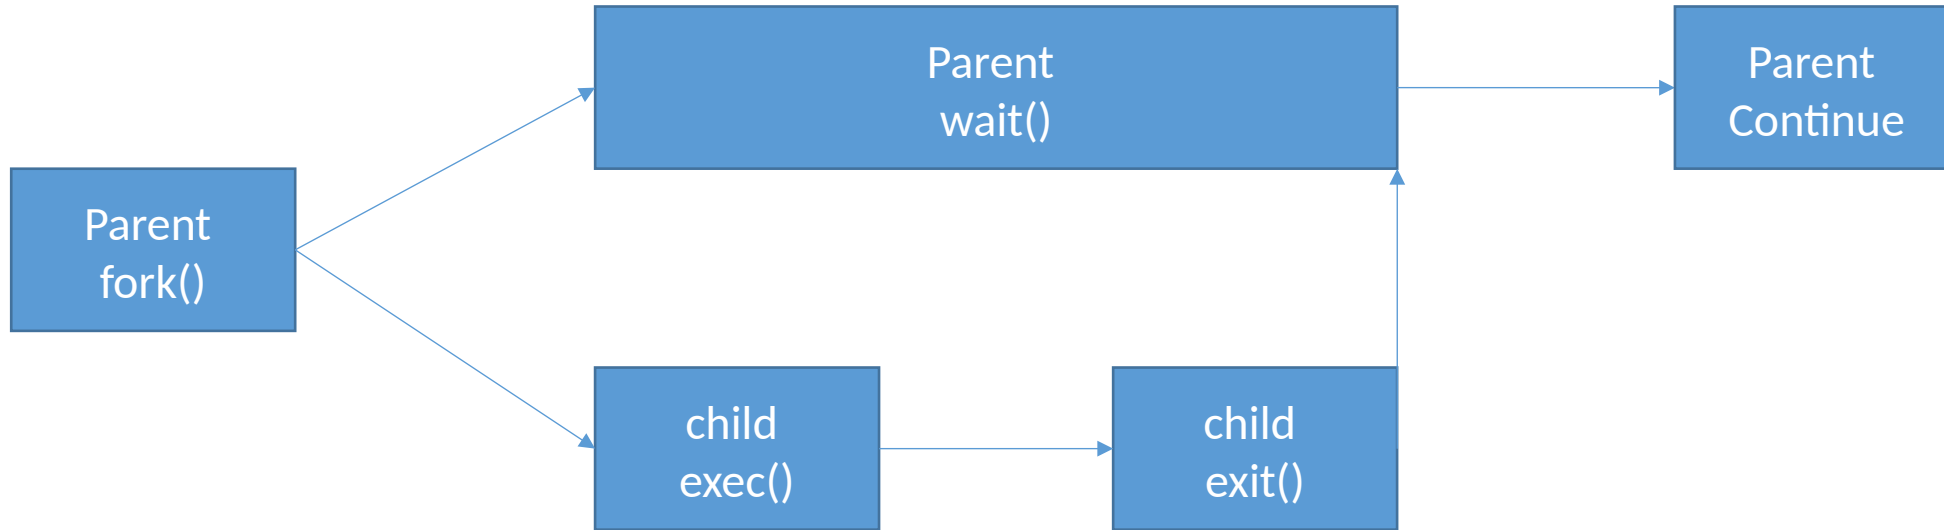 Parent
fork()
Parent
wait()
child
exec()
child
exit()
Parent
Continue